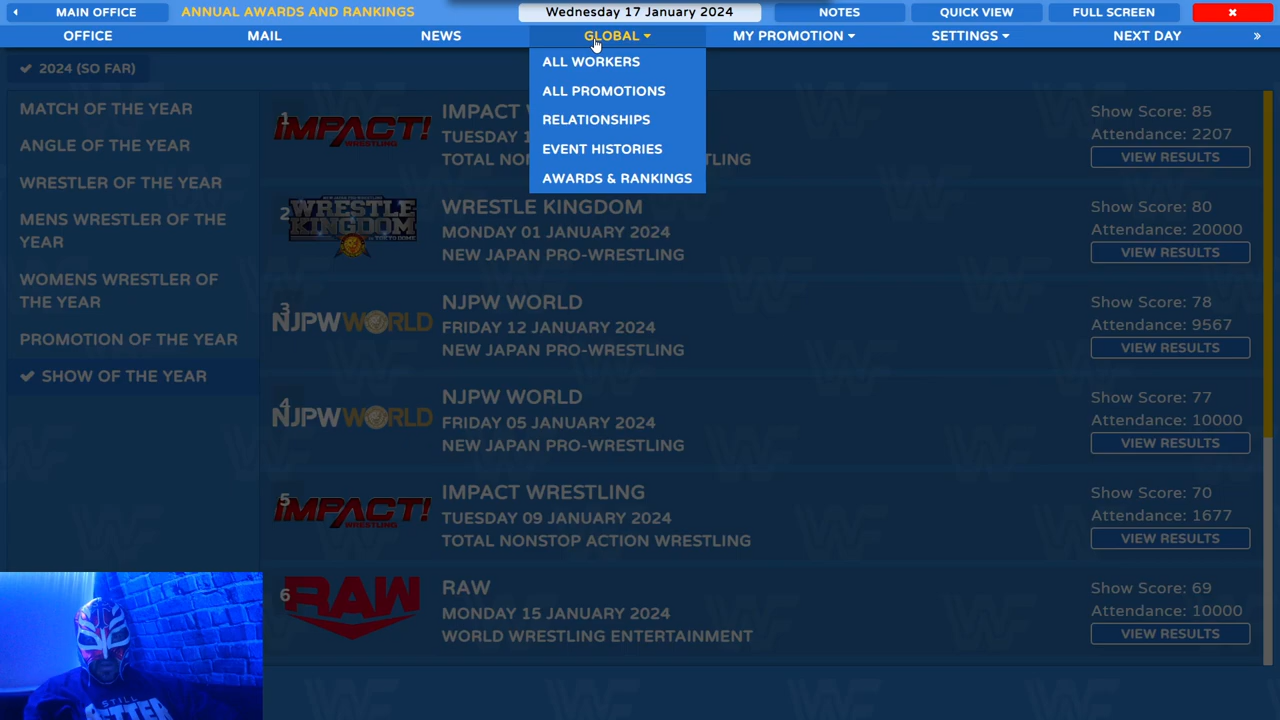 MAIN OFFICE
ANNUAL AWARDS AND RANKINGS
Wednesday 17 January 2024
NOTES
QUICK VIEW
FULL SCREEN
OFFICE
MAIL
NEWS
GLOBAL
MY PROMOTION
SETTINGS
NEXT DAY
»
ALL WORKERS
ALL PROMOTIONS
RELATIONSHIPS
EVENT HISTORIES
AWARDS & RANKINGS
2024 (SO FAR)
MATCH OF THE YEAR
ANGLE OF THE YEAR
WRESTLER OF THE YEAR
MENS WRESTLER OF THE
YEAR
WOMENS WRESTLER OF
THE YEAR
PROMOTION OF THE YEAR
SHOW OF THE YEAR
1
IMPACT!
WRESTLING
IMPACT
TUESDAY
TOTAL
Show Score: 85
Attendance: 2207
VIEW RESULTS
2
WRESTLE
KINGDOM
WRESTLE KINGDOM
MONDAY 01 JANUARY 2024
NEW JAPAN PRO-WRESTLING
Show Score: 80
Attendance: 20000
VIEW RESULTS
3
NJPW WORLD
NJPW WORLD
FRIDAY 12 JANUARY 2024
NEW JAPAN PRO-WRESTLING
Show Score: 78
Attendance: 9567
VIEW RESULTS
4
NJPW WORLD
NJPW WORLD
FRIDAY 05 JANUARY 2024
NEW JAPAN PRO-WRESTLING
Show Score: 77
Attendance: 10000
VIEW RESULTS
5
IMPACT!
WRESTLING
IMPACT WRESTLING
TUESDAY 09 JANUARY 2024
TOTAL NONSTOP ACTION WRESTLING
Show Score: 70
Attendance: 1677
VIEW RESULTS
6
RAW
RAW
MONDAY 15 JANUARY 2024
WORLD WRESTLING ENTERTAINMENT
Show Score: 69
Attendance: 10000
VIEW RESULTS
STILL